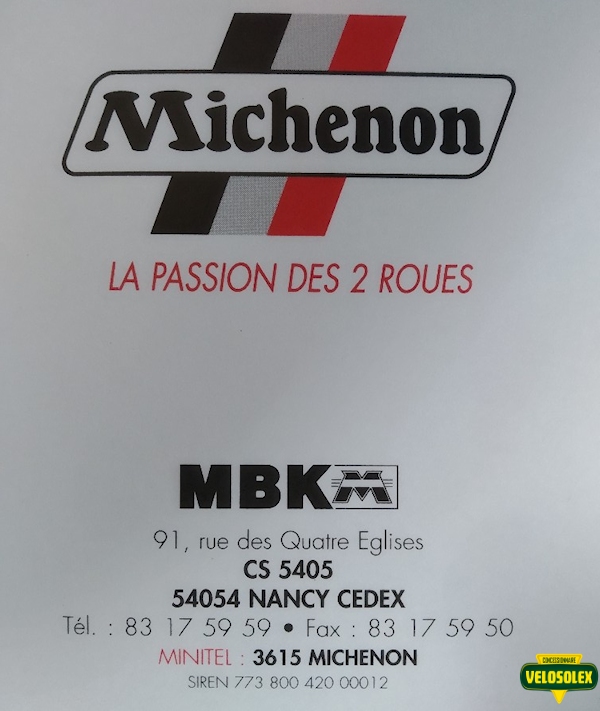 Michenon
LA PASSION DES 2 ROUES
MBK
91, rue des Quatre Eglises
CS 5405
54054 NANCY CEDEX
Tél. : 83 17 59 59 • Fax : 83 17 59 50
MINITEL : 3615 MICHENON
SIREN 773 800 420 00012
CONCESSIONNAIRE
VELOSOLEX